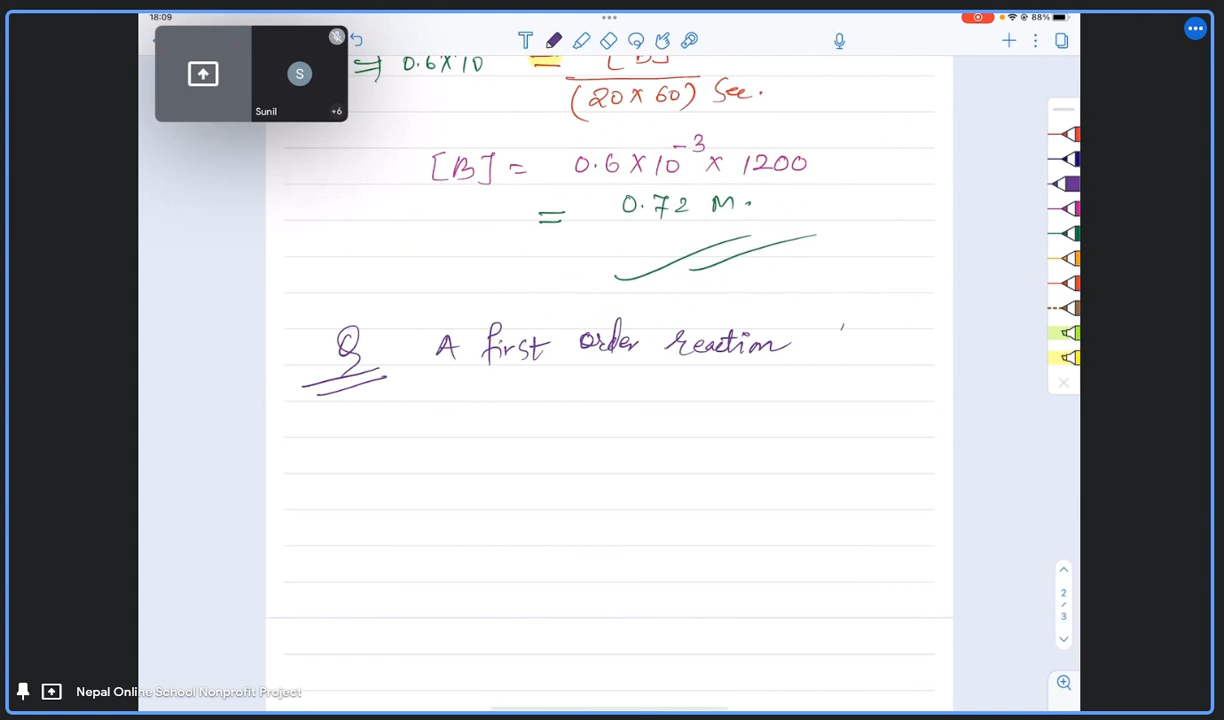 18:09
88%
⇒ 0.6 X 10 = [B]
(20 X 60) Sec.
[B] = 0.6 X 10⁻³ X 1200
= 0.72 M.
Q A first order reaction
T
S
Sunil
+6
2
/
3
Nepal Online School Nonprofit Project